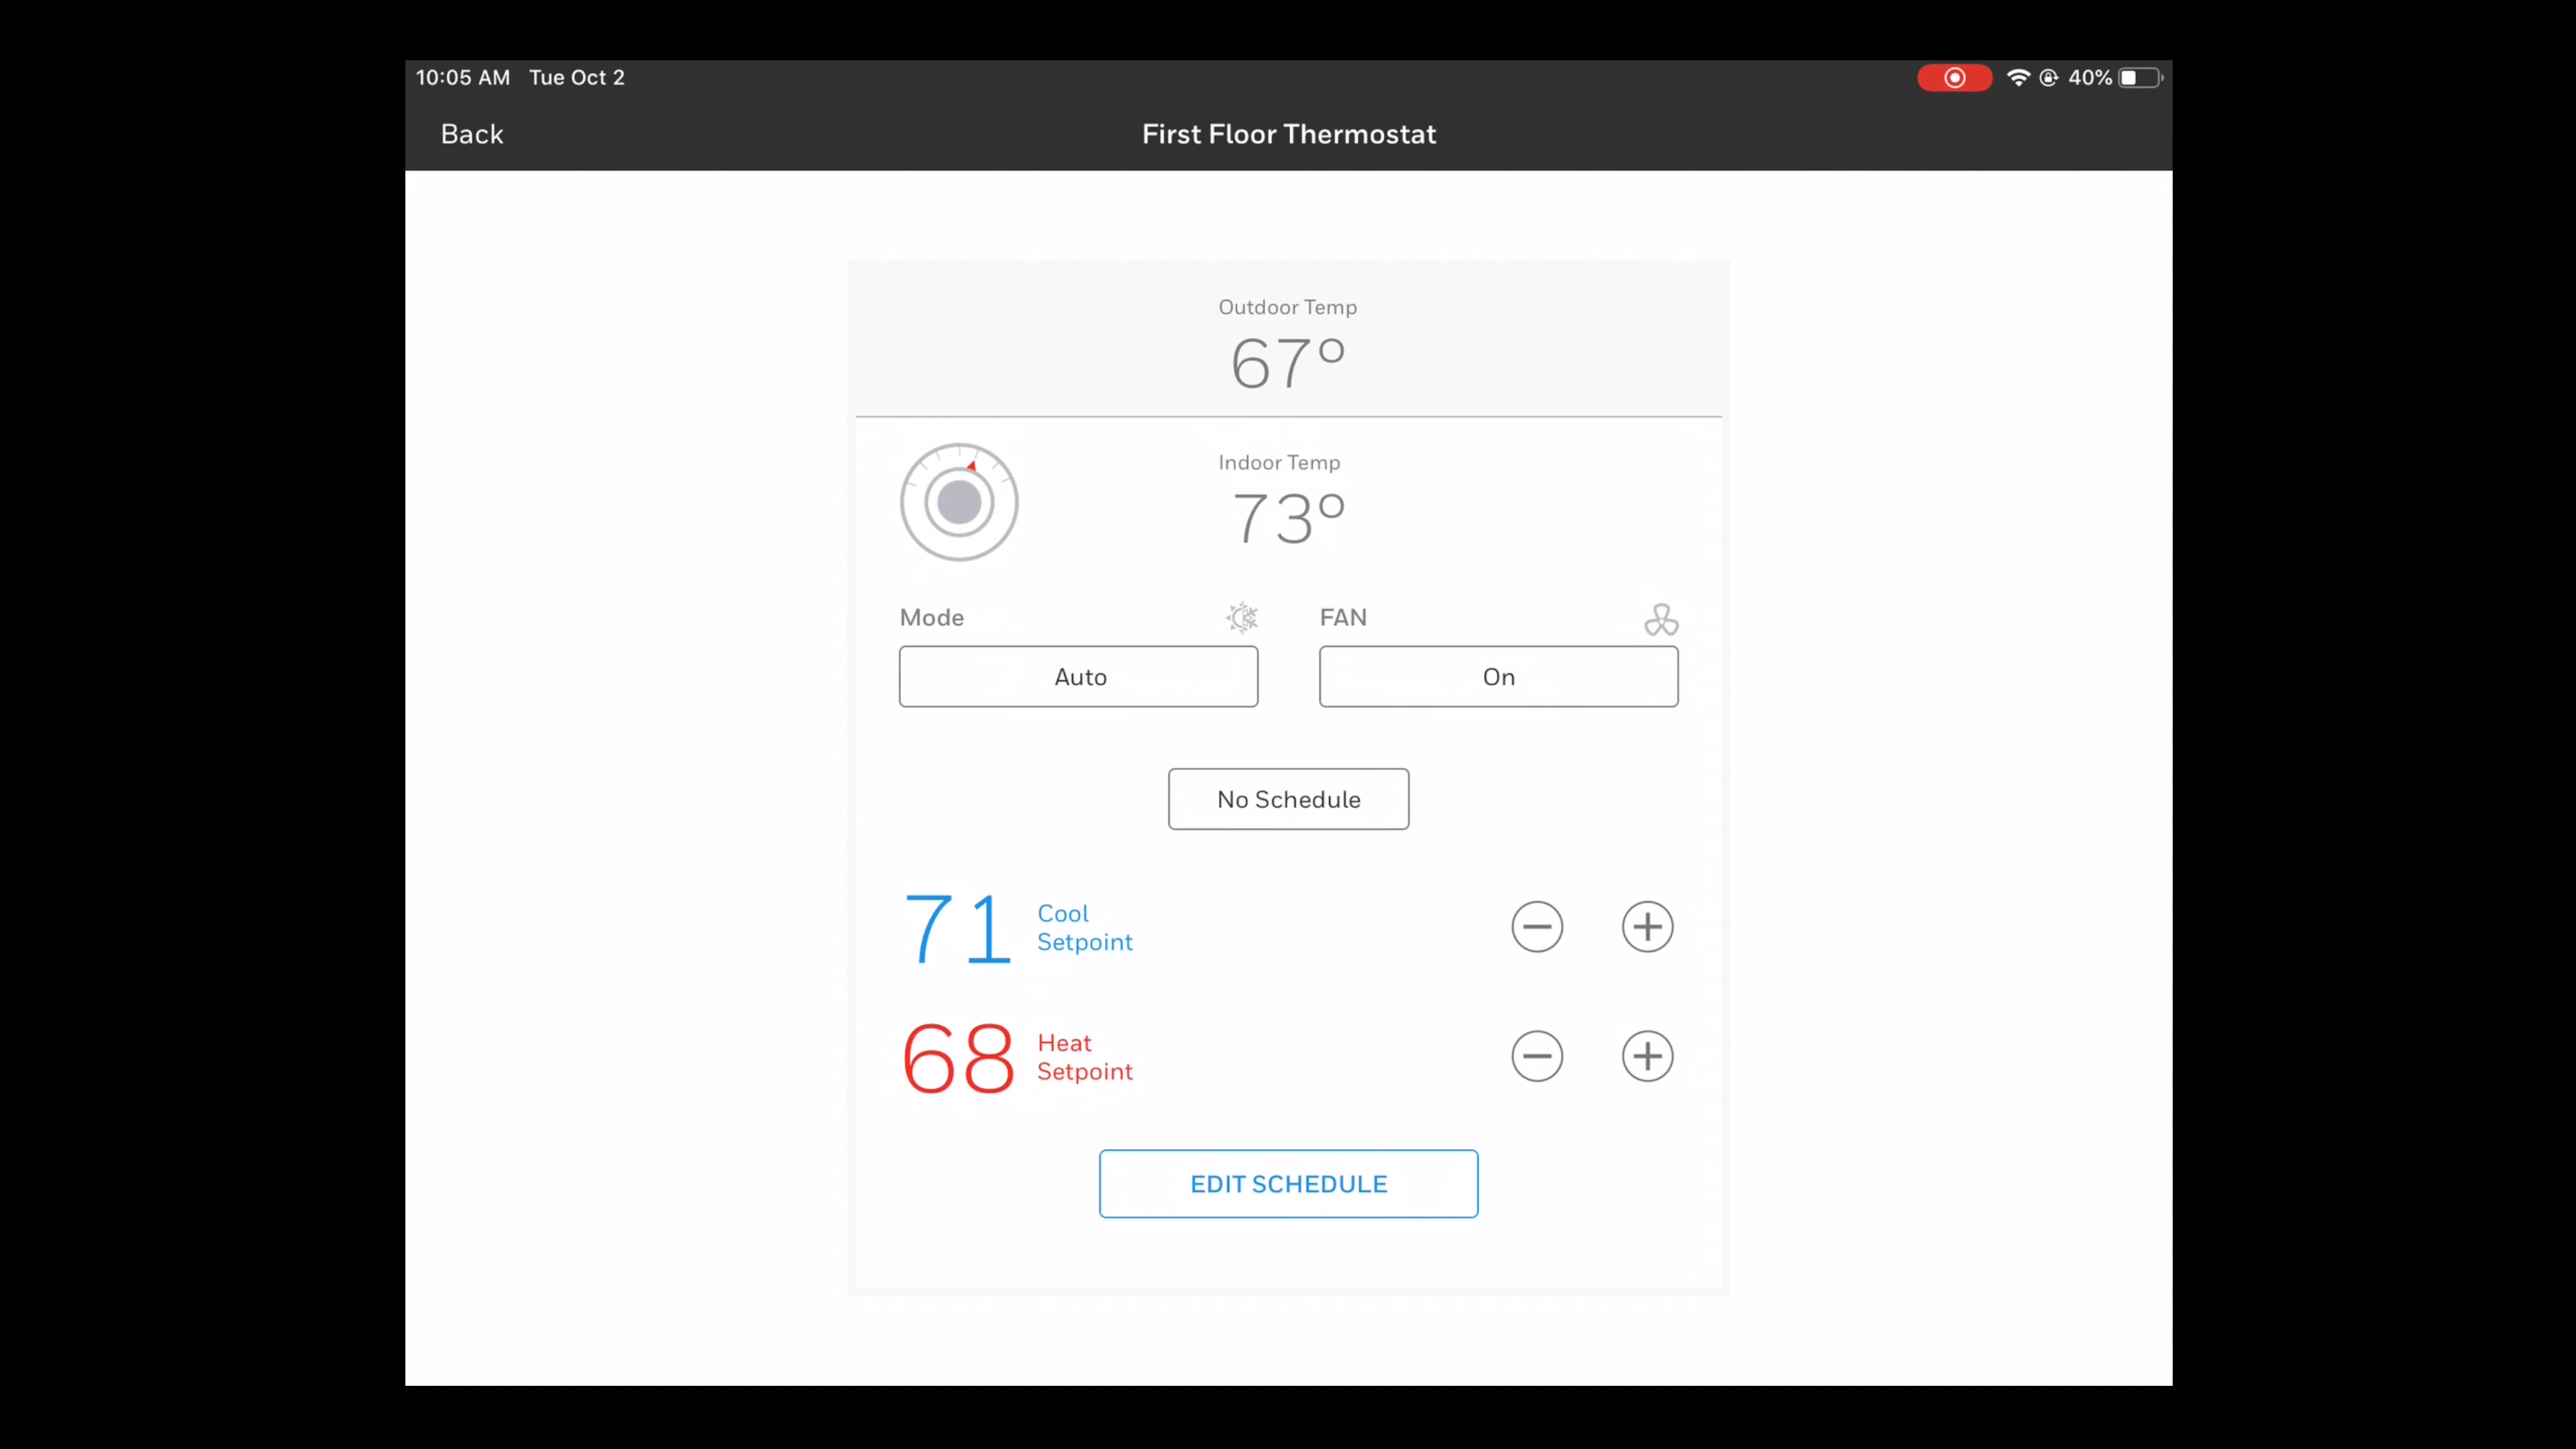 10:05 AM Tue Oct 2
40%
Back
First Floor Thermostat
Outdoor Temp
67°
Indoor Temp
73°
Mode
FAN
Auto
On
No Schedule
71
Cool
Setpoint
68
Heat
Setpoint
EDIT SCHEDULE